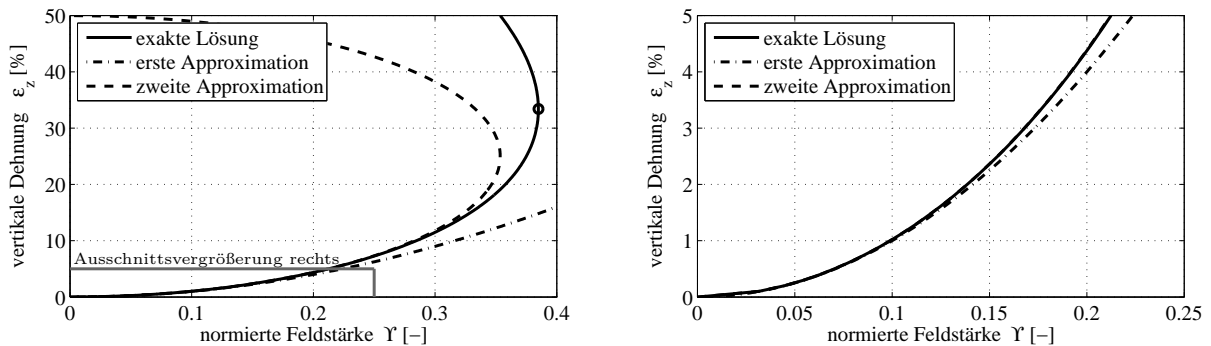 50
40
30
20
10
0
vertikale Dehnung ε_z [%]
exakte Lösung
erste Approximation
zweite Approximation
Ausschnittsvergrößerung rechts
0
0.1
0.2
0.3
0.4
normierte Feldstärke ϒ [–]
5
4
3
2
1
0
vertikale Dehnung ε_z [%]
exakte Lösung
erste Approximation
zweite Approximation
0
0.05
0.1
0.15
0.2
0.25
normierte Feldstärke ϒ [–]